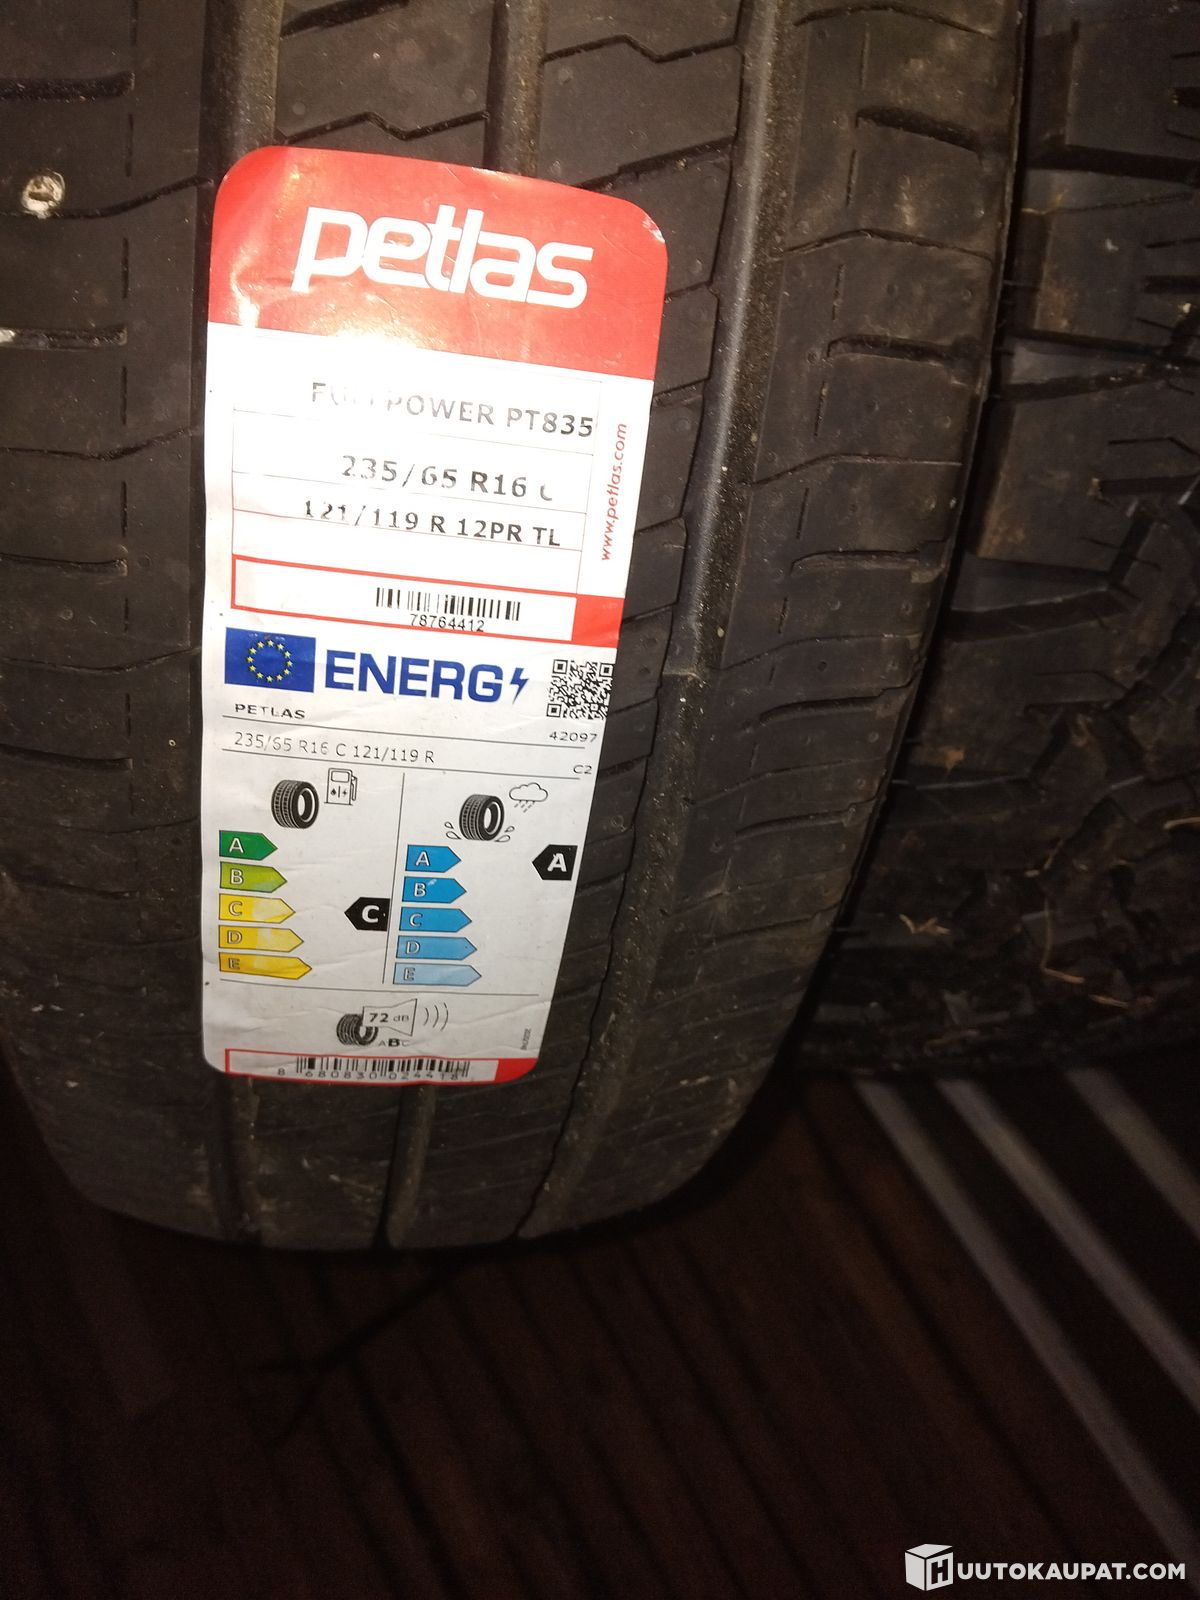 petlas
POWER PT835
235/65 R16 C
121/119 R 12PR TL
www.petlas.com
78764412
ENERG
PETLAS
42097
235/65 R16 C 121/119 R
C2
A
A
A
B
B
C
C
C
D
D
E
E
72 dB
ABC
HUUTOKAUPAT.COM